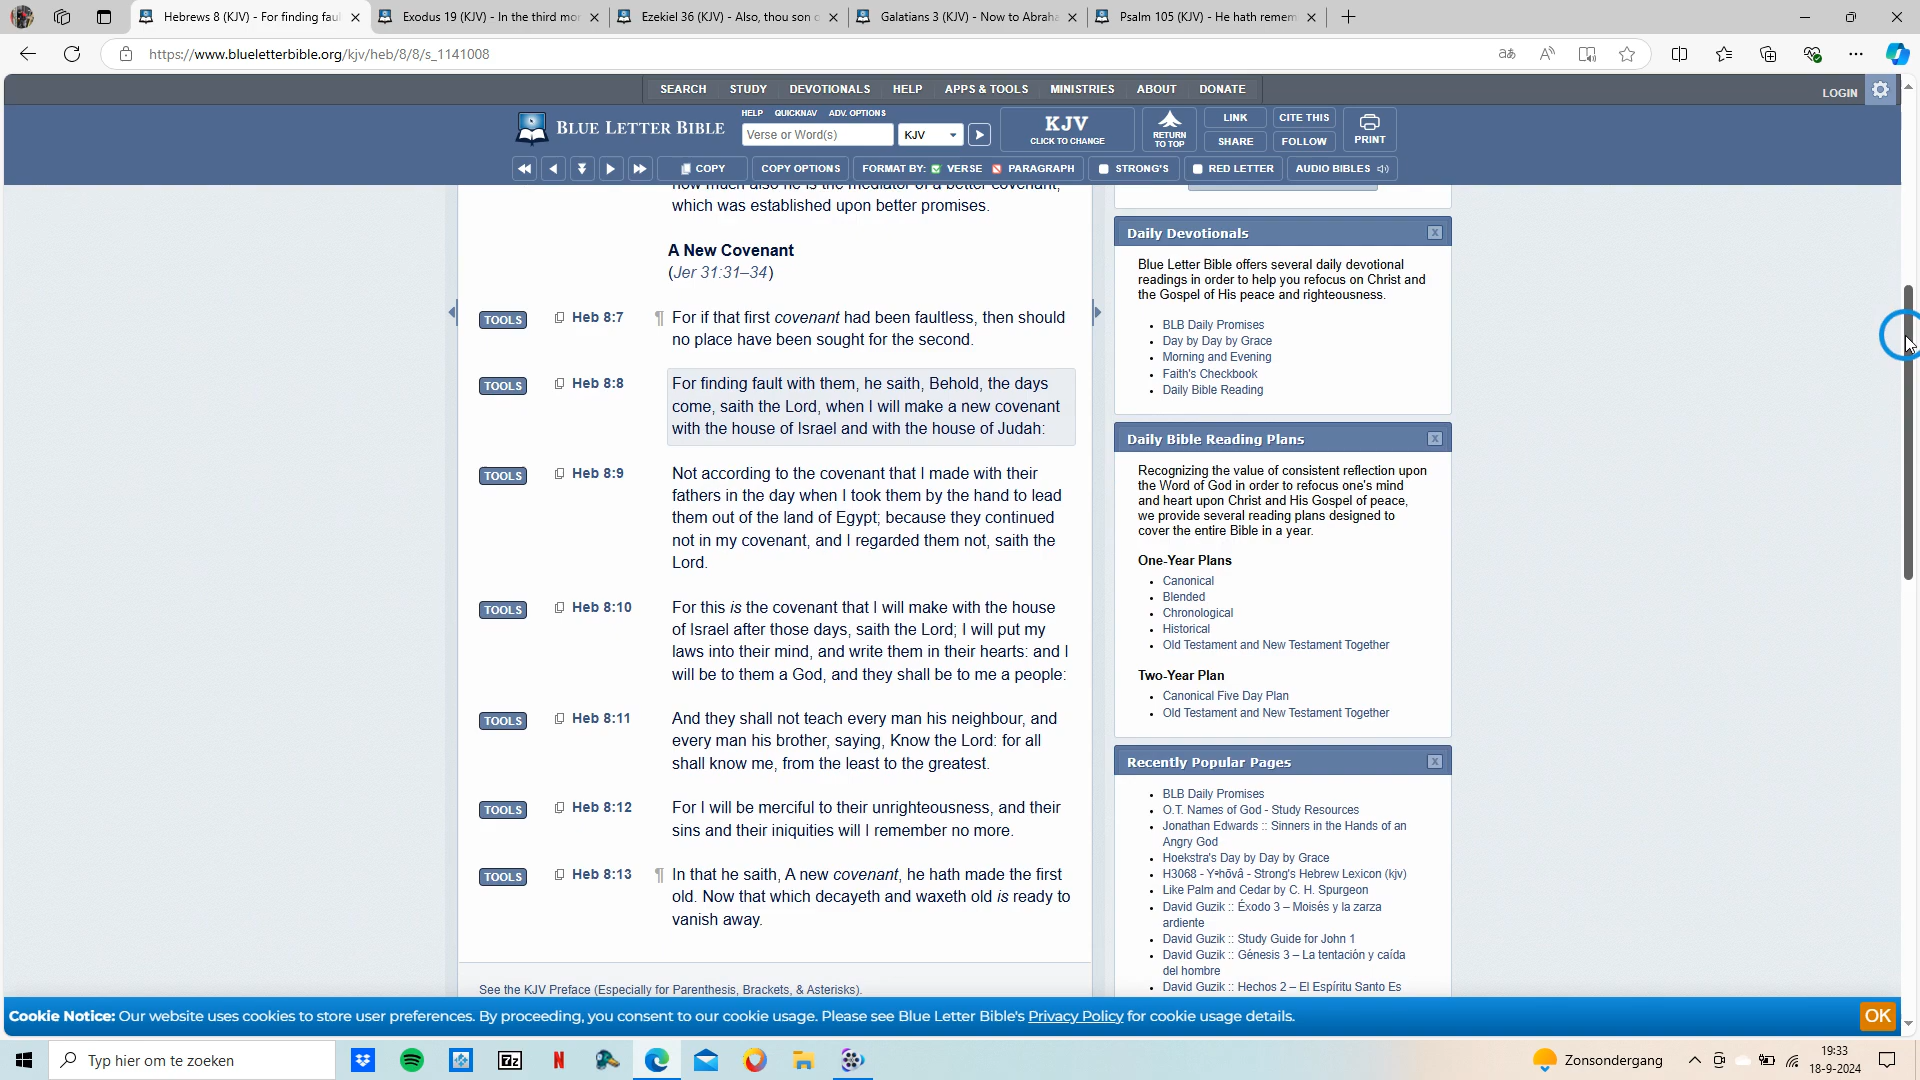 Hebrews 8 (KJV) - For finding faul
Exodus 19 (KJV) - In the third mor
Ezekiel 36 (KJV) - Also, thou son o
Galatians 3 (KJV) - Now to Abraha
Psalm 105 (KJV) - He hath remem
https://www.blueletterbible.org/kjv/heb/8/8/s_1141008
SEARCH STUDY DEVOTIONALS HELP APPS & TOOLS MINISTRIES ABOUT DONATE
LOGIN
BLUE LETTER BIBLE
HELP QUICKNAV ADV. OPTIONS
Verse or Word(s) KJV
KJV
CLICK TO CHANGE
RETURN
TO TOP
LINK CITE THIS
SHARE FOLLOW
PRINT
COPY COPY OPTIONS FORMAT BY: VERSE PARAGRAPH STRONG'S RED LETTER AUDIO BIBLES
how much also he is the mediator of a better covenant,
which was established upon better promises.
A New Covenant
(Jer 31:31–34)
TOOLS Heb 8:7 ¶ For if that first covenant had been faultless, then should
no place have been sought for the second.
TOOLS Heb 8:8 For finding fault with them, he saith, Behold, the days
come, saith the Lord, when I will make a new covenant
with the house of Israel and with the house of Judah:
TOOLS Heb 8:9 Not according to the covenant that I made with their
fathers in the day when I took them by the hand to lead
them out of the land of Egypt; because they continued
not in my covenant, and I regarded them not, saith the
Lord.
TOOLS Heb 8:10 For this is the covenant that I will make with the house
of Israel after those days, saith the Lord; I will put my
laws into their mind, and write them in their hearts: and I
will be to them a God, and they shall be to me a people:
TOOLS Heb 8:11 And they shall not teach every man his neighbour, and
every man his brother, saying, Know the Lord: for all
shall know me, from the least to the greatest.
TOOLS Heb 8:12 For I will be merciful to their unrighteousness, and their
sins and their iniquities will I remember no more.
TOOLS Heb 8:13 ¶ In that he saith, A new covenant, he hath made the first
old. Now that which decayeth and waxeth old is ready to
vanish away.
See the KJV Preface (Especially for Parenthesis, Brackets, & Asterisks).
Daily Devotionals
Blue Letter Bible offers several daily devotional
readings in order to help you refocus on Christ and
the Gospel of His peace and righteousness.
BLB Daily Promises
Day by Day by Grace
Morning and Evening
Faith's Checkbook
Daily Bible Reading
Daily Bible Reading Plans
Recognizing the value of consistent reflection upon
the Word of God in order to refocus one's mind
and heart upon Christ and His Gospel of peace,
we provide several reading plans designed to
cover the entire Bible in a year.
One-Year Plans
Canonical
Blended
Chronological
Historical
Old Testament and New Testament Together
Two-Year Plan
Canonical Five Day Plan
Old Testament and New Testament Together
Recently Popular Pages
BLB Daily Promises
O.T. Names of God - Study Resources
Jonathan Edwards :: Sinners in the Hands of an
Angry God
Hoekstra's Day by Day by Grace
H3068 - Yᵊhōvâ - Strong's Hebrew Lexicon (kjv)
Like Palm and Cedar by C. H. Spurgeon
David Guzik :: Éxodo 3 – Moisés y la zarza
ardiente
David Guzik :: Study Guide for John 1
David Guzik :: Génesis 3 – La tentación y caída
del hombre
David Guzik :: Hechos 2 – El Espíritu Santo Es
Cookie Notice: Our website uses cookies to store user preferences. By proceeding, you consent to our cookie usage. Please see Blue Letter Bible's Privacy Policy for cookie usage details.
OK
Typ hier om te zoeken
7z
N
Zonsondergang
19:33
18-9-2024